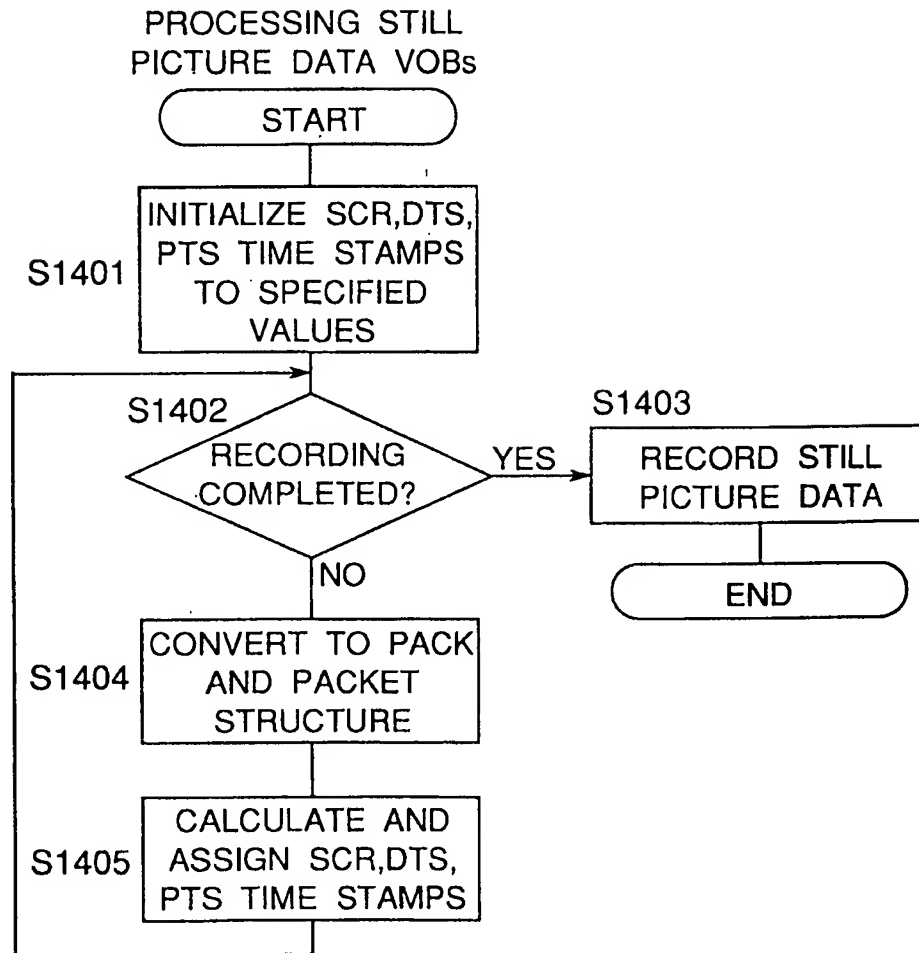 PROCESSING STILL
PICTURE DATA VOBs
START
S1401
INITIALIZE SCR,DTS,
PTS TIME STAMPS
TO SPECIFIED
VALUES
S1402
RECORDING
COMPLETED?
YES
S1403
RECORD STILL
PICTURE DATA
END
NO
S1404
CONVERT TO PACK
AND PACKET
STRUCTURE
S1405
CALCULATE AND
ASSIGN SCR,DTS,
PTS TIME STAMPS